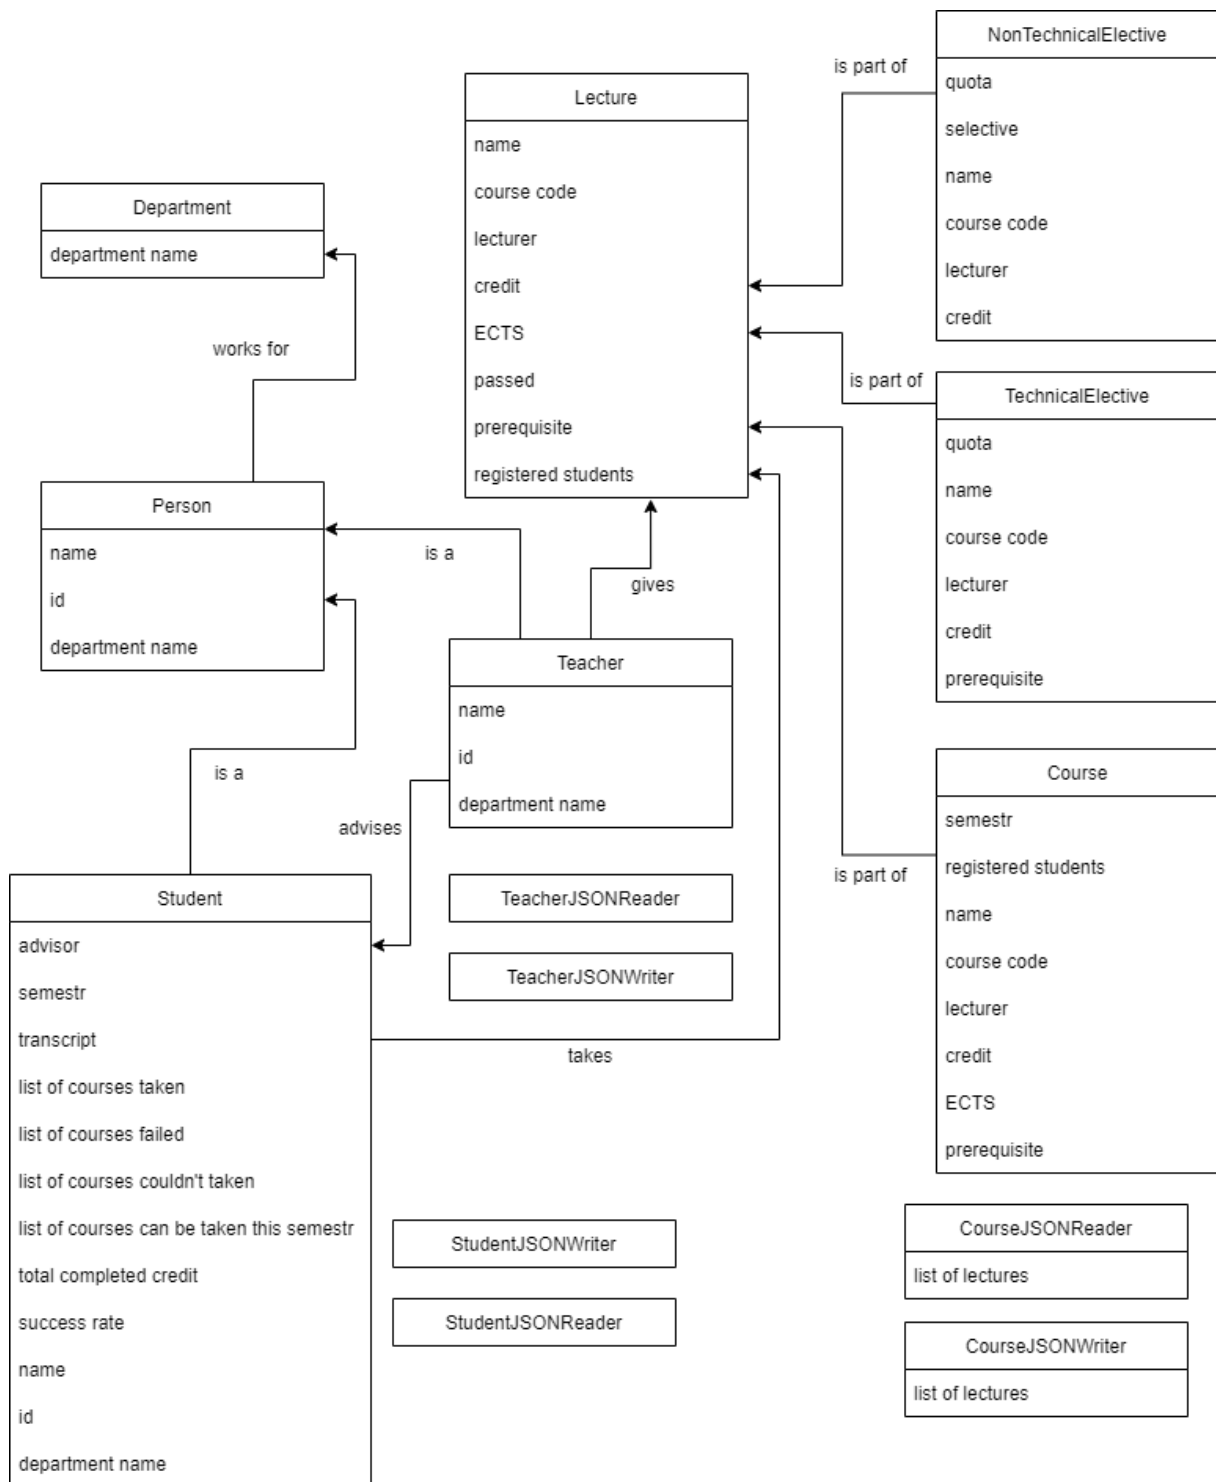 NonTechnicalElective
quota
selective
name
course code
lecturer
credit
is part of
Lecture
name
course code
lecturer
credit
ECTS
passed
prerequisite
registered students
Department
department name
works for
is part of
TechnicalElective
quota
name
course code
lecturer
credit
prerequisite
Person
name
id
department name
is a
gives
Teacher
name
id
department name
is a
advises
Course
semestr
registered students
name
course code
lecturer
credit
ECTS
prerequisite
is part of
Student
advisor
semestr
transcript
list of courses taken
list of courses failed
list of courses couldn't taken
list of courses can be taken this semestr
total completed credit
success rate
name
id
department name
TeacherJSONReader
TeacherJSONWriter
takes
StudentJSONWriter
StudentJSONReader
CourseJSONReader
list of lectures
CourseJSONWriter
list of lectures